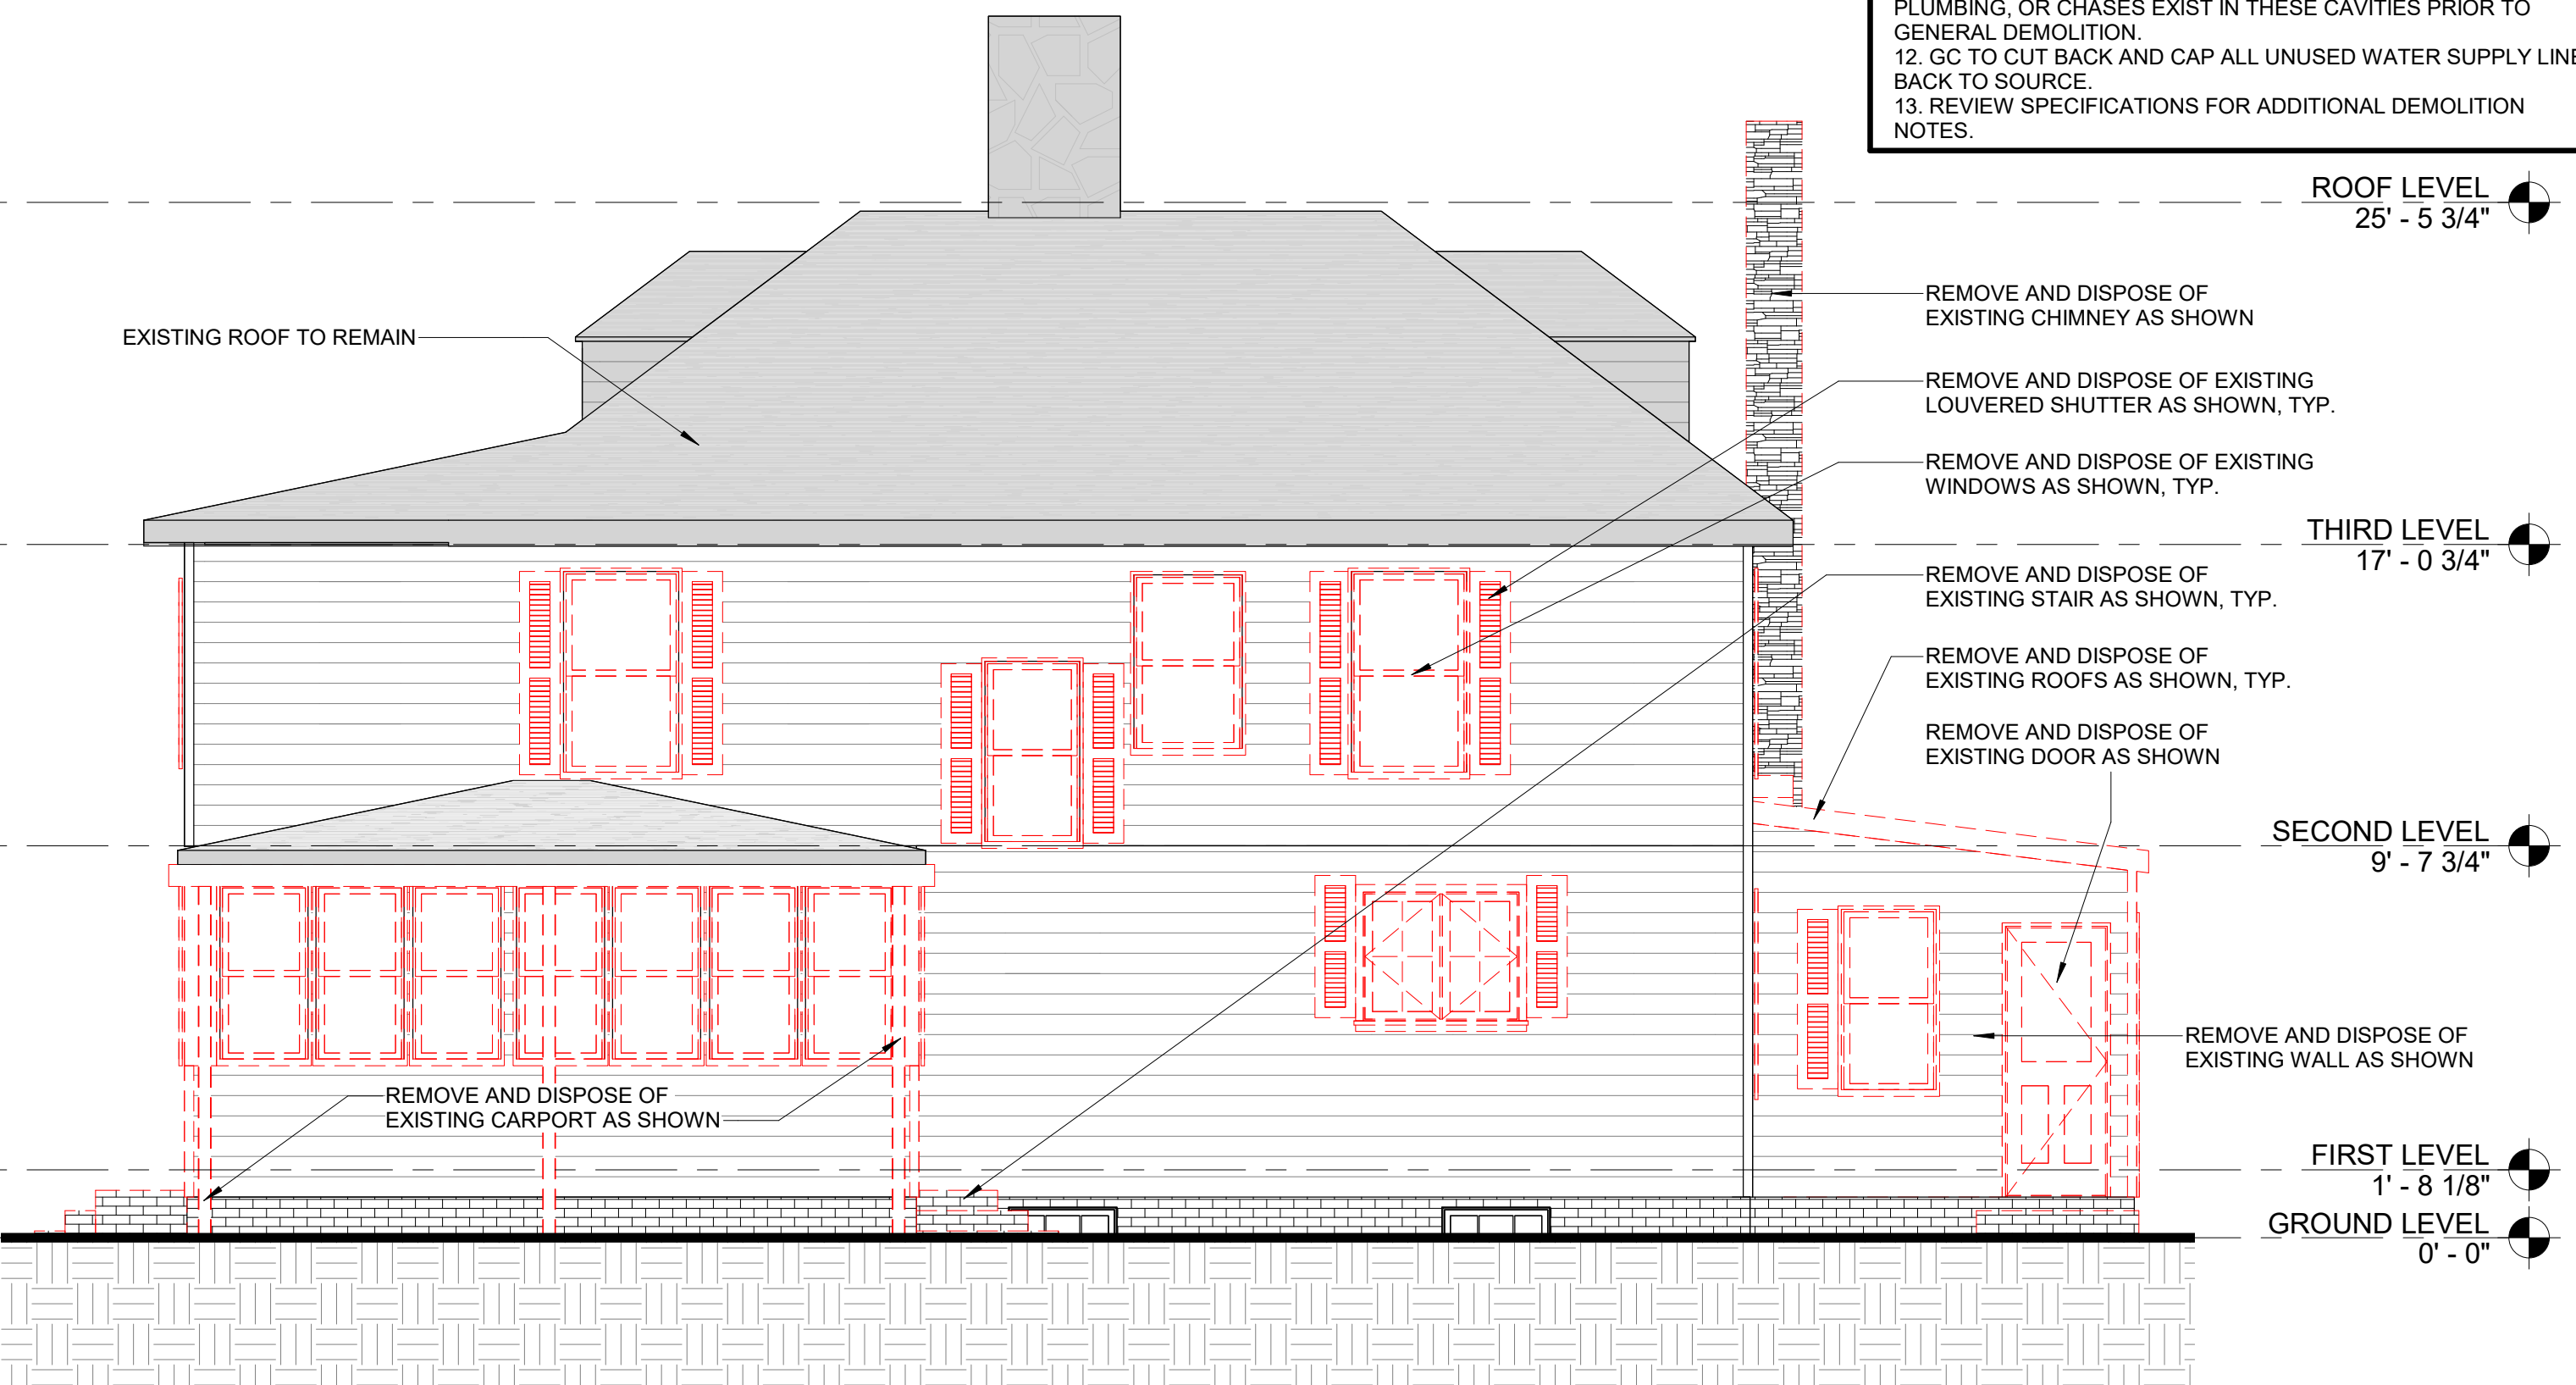 PLUMBING, OR CHASES EXIST IN THESE CAVITIES PRIOR TO
GENERAL DEMOLITION.
12. GC TO CUT BACK AND CAP ALL UNUSED WATER SUPPLY LINE
BACK TO SOURCE.
13. REVIEW SPECIFICATIONS FOR ADDITIONAL DEMOLITION
NOTES.
ROOF LEVEL
25' - 5 3/4"
REMOVE AND DISPOSE OF
EXISTING CHIMNEY AS SHOWN
EXISTING ROOF TO REMAIN
REMOVE AND DISPOSE OF EXISTING
LOUVERED SHUTTER AS SHOWN, TYP.
REMOVE AND DISPOSE OF EXISTING
WINDOWS AS SHOWN, TYP.
THIRD LEVEL
17' - 0 3/4"
REMOVE AND DISPOSE OF
EXISTING STAIR AS SHOWN, TYP.
REMOVE AND DISPOSE OF
EXISTING ROOFS AS SHOWN, TYP.
REMOVE AND DISPOSE OF
EXISTING DOOR AS SHOWN
SECOND LEVEL
9' - 7 3/4"
REMOVE AND DISPOSE OF
EXISTING WALL AS SHOWN
REMOVE AND DISPOSE OF
EXISTING CARPORT AS SHOWN
FIRST LEVEL
1' - 8 1/8"
GROUND LEVEL
0' - 0"